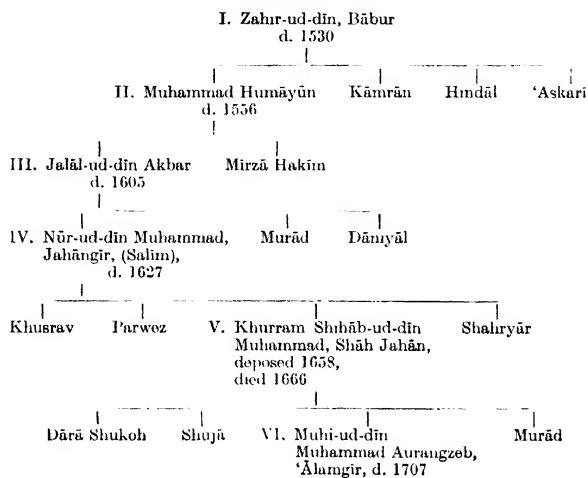 I. Zahīr-ud-dīn, Bābur
d. 1530
II. Muhammad Humāyūn Kāmrān Hindāl ‘Askari
d. 1556
III. Jalāl-ud-dīn Akbar Mirzā Hakīm
d. 1605
IV. Nūr-ud-dīn Muhammad, Murād Dāniyāl
Jahāngīr, (Salim),
d. 1627
Khusrav Parwez V. Khurram Shihāb-ud-dīn Shahryār
Muhammad, Shāh Jahān,
deposed 1658,
died 1666
Dārā Shukoh Shujā VI. Muhi-ud-dīn Murād
Muhammad Aurangzeb,
‘Ālamgīr, d. 1707